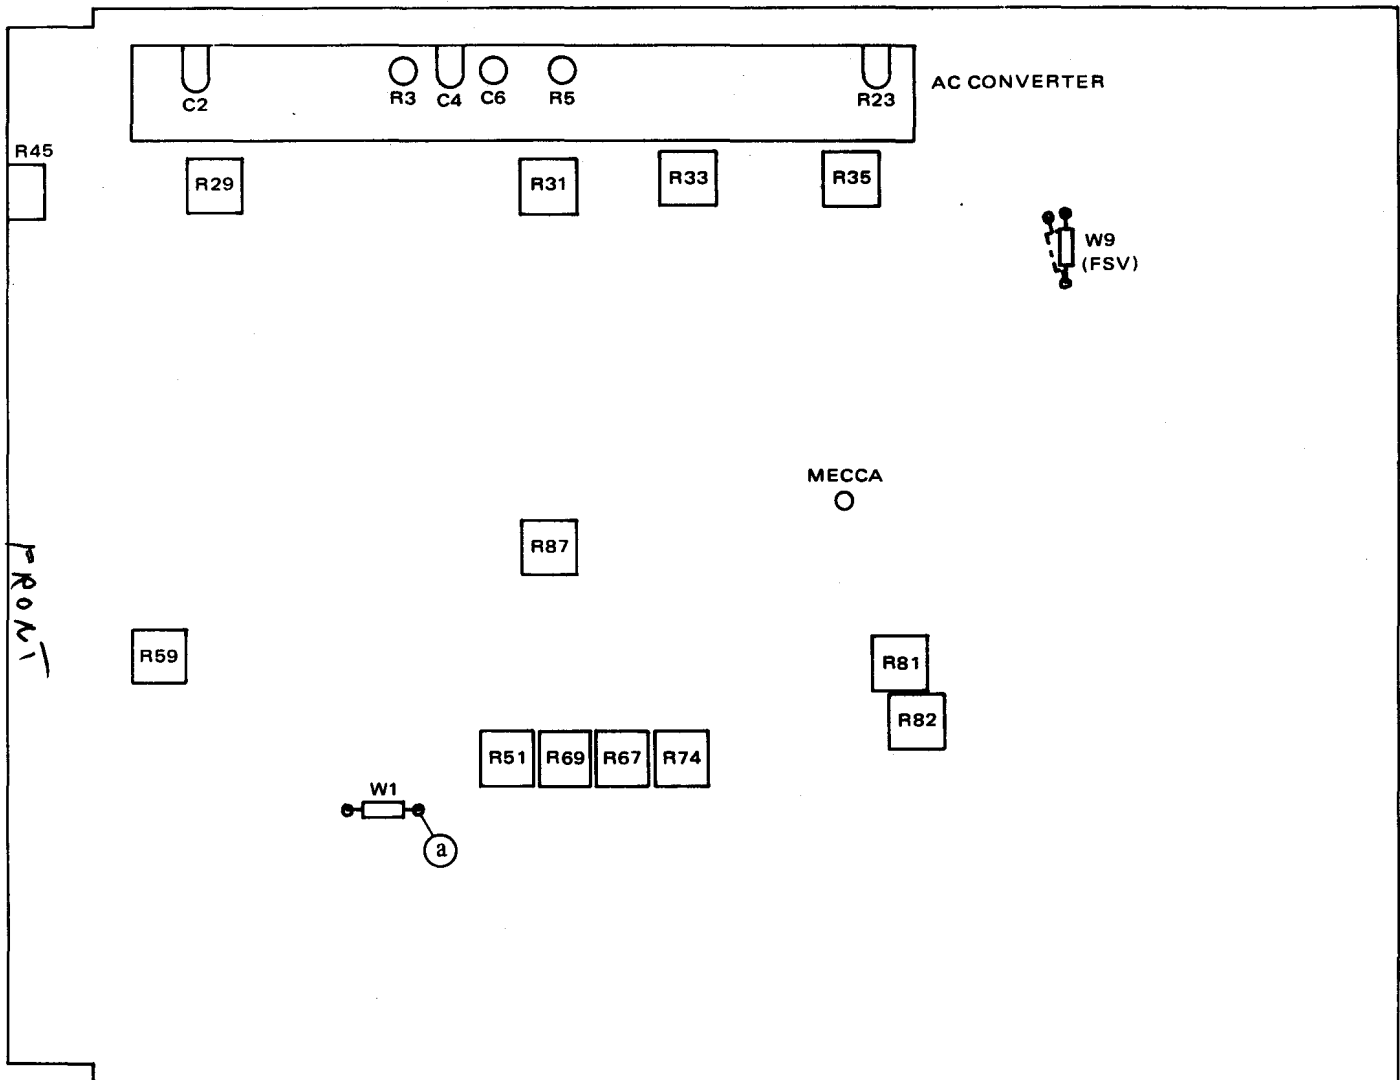 AC CONVERTER
C2
R3
C4
C6
R5
R23
R45
R29
R31
R33
R35
W9
(FSV)
MECCA
R87
FRONT
R59
R81
R82
R51
R69
R67
R74
W1
a